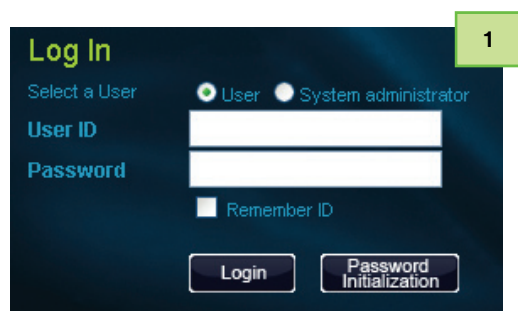 1
Log In
Select a User User System administrator
User ID
Password
Remember ID
Login Password
Initialization